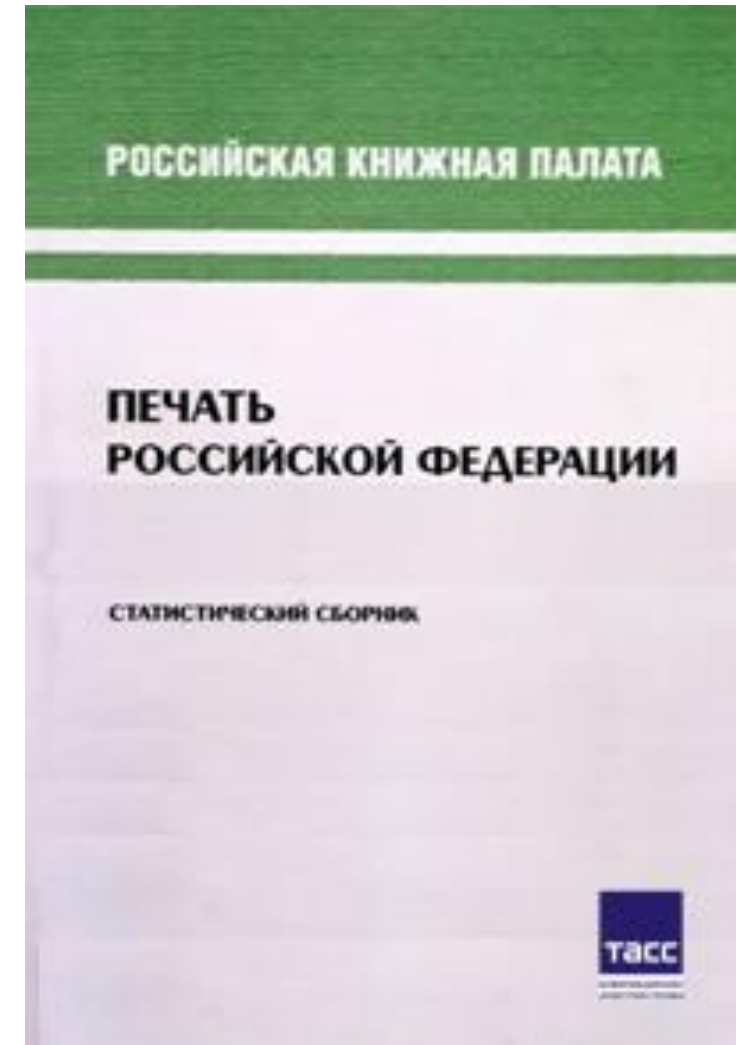 РОССИЙСКАЯ КНИЖНАЯ ПАЛАТА
ПЕЧАТЬ
РОССИЙСКОЙ ФЕДЕРАЦИИ
СТАТИСТИЧЕСКИЙ СБОРНИК
ТАСС